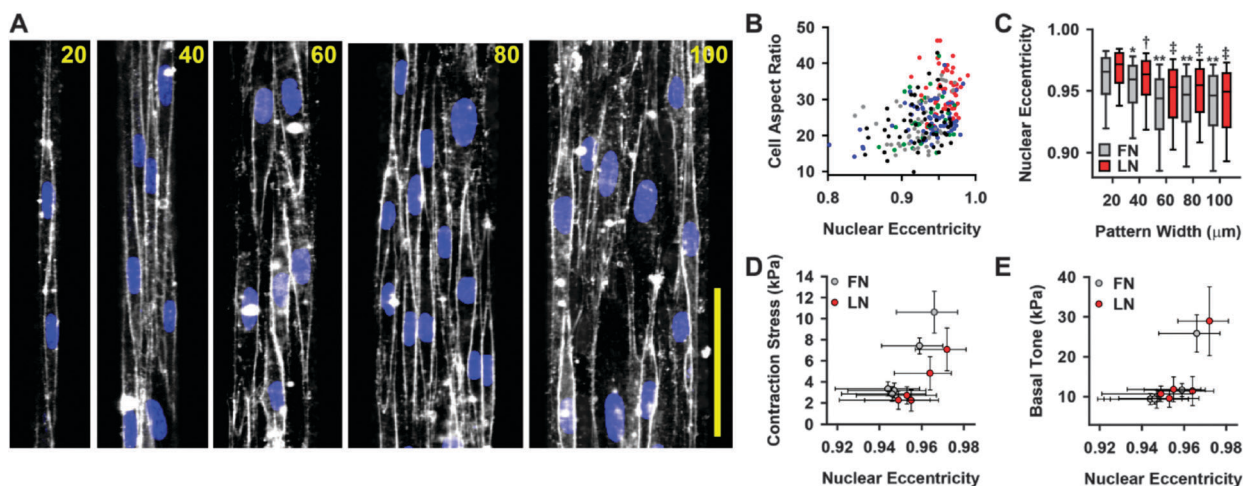 A
20
40
60
80
100
B
Cell Aspect Ratio
50
40
30
20
10
0.8
0.9
1.0
Nuclear Eccentricity
C
Nuclear Eccentricity
1.00
0.95
0.90
* † ** ‡ ** ‡ ** ‡
FN
LN
20 40 60 80 100
Pattern Width (μm)
D
Contraction Stress (kPa)
14
12
10
8
6
4
2
0
FN
LN
0.92 0.94 0.96 0.98
Nuclear Eccentricity
E
Basal Tone (kPa)
40
30
20
10
FN
LN
0.92 0.94 0.96 0.98
Nuclear Eccentricity